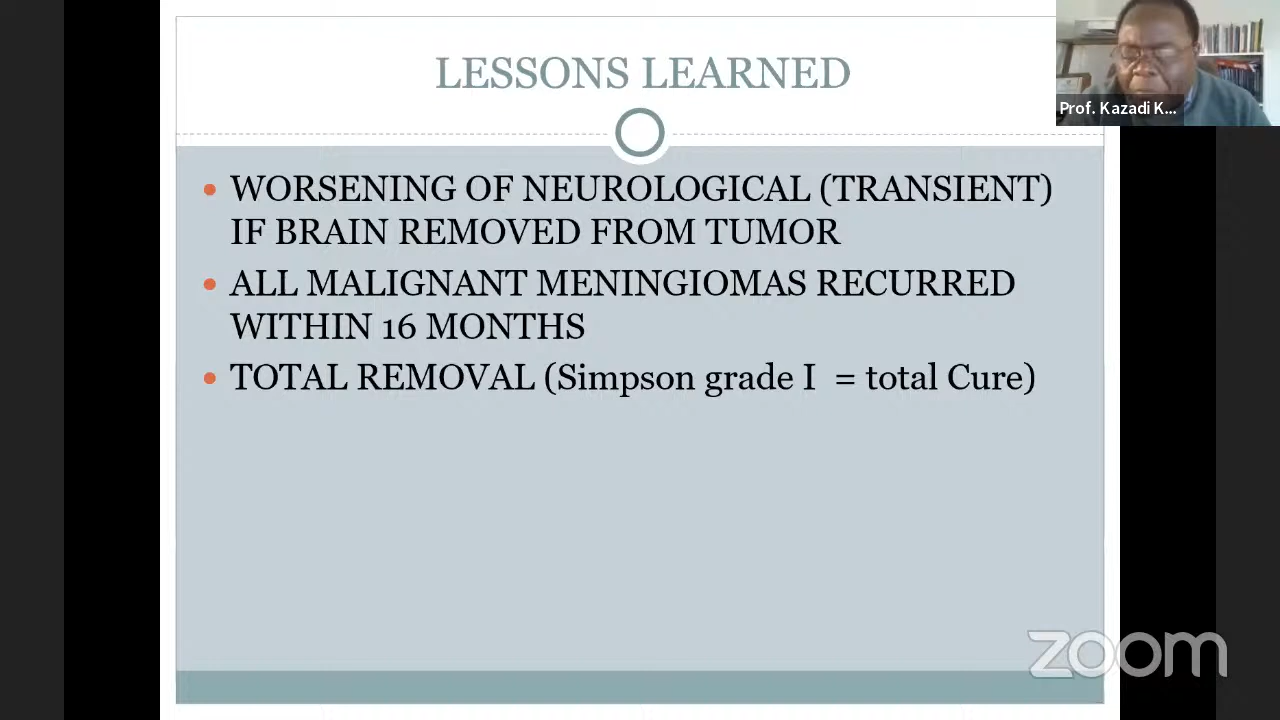 LESSONS LEARNED
Prof. Kazadi K...
• WORSENING OF NEUROLOGICAL (TRANSIENT)
IF BRAIN REMOVED FROM TUMOR
• ALL MALIGNANT MENINGIOMAS RECURRED
WITHIN 16 MONTHS
• TOTAL REMOVAL (Simpson grade I = total Cure)
zoom